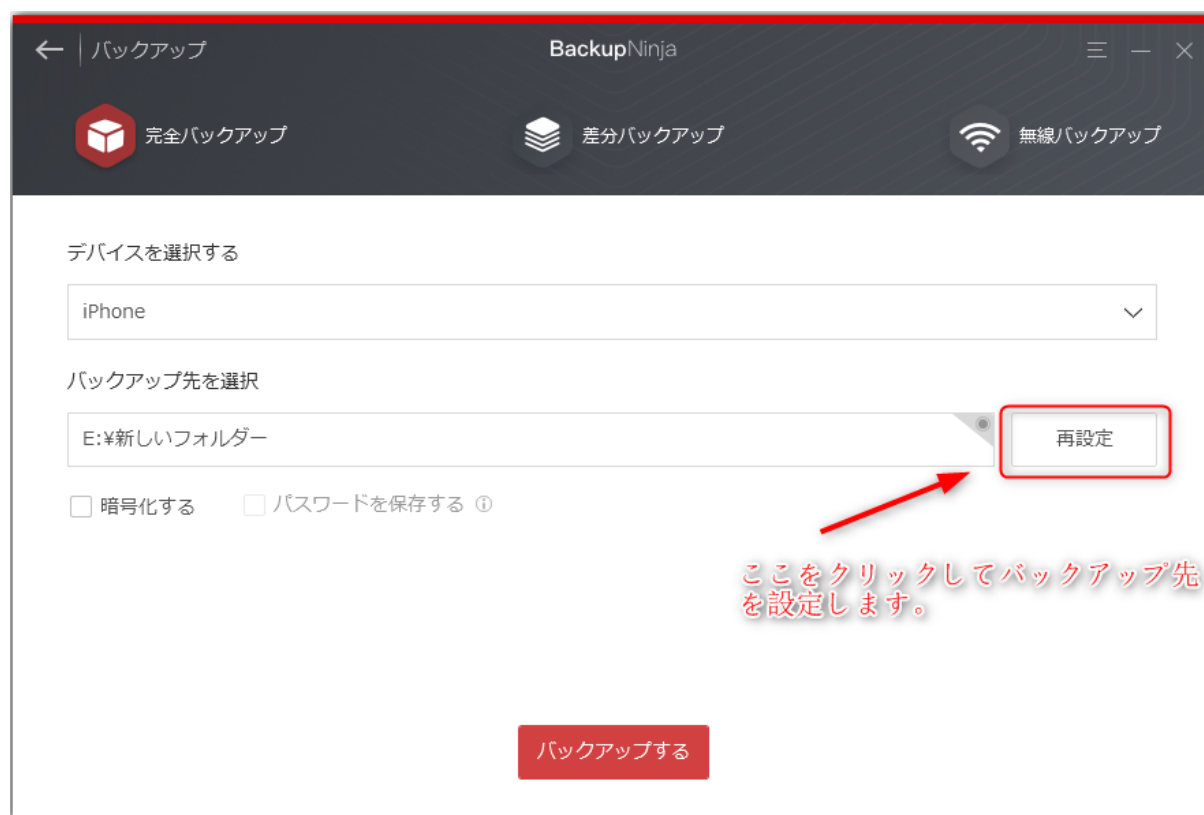 バックアップ
BackupNinja
完全バックアップ
差分バックアップ
無線バックアップ
デバイスを選択する
iPhone
バックアップ先を選択
E:¥新しいフォルダー
再設定
暗号化する
パスワードを保存する
ここをクリックしてバックアップ先
を設定します。
バックアップする